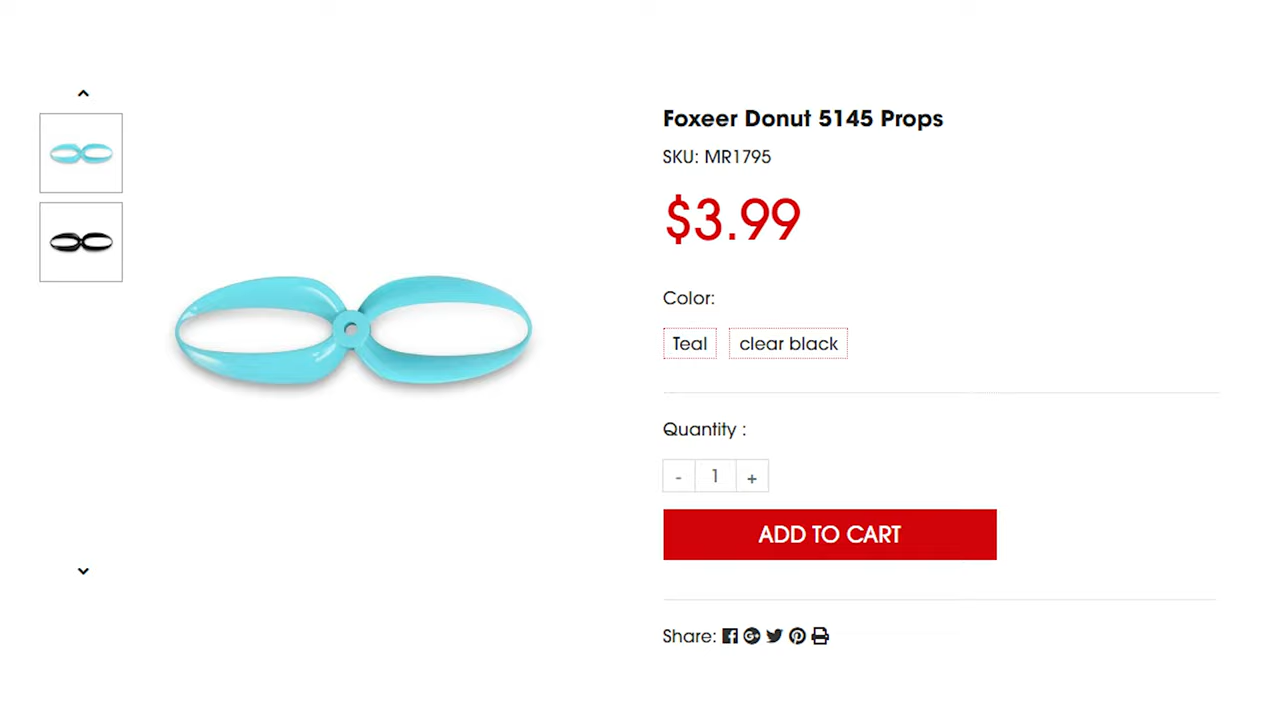 Foxeer Donut 5145 Props
SKU: MR1795
$3.99
Color:
Teal clear black
Quantity :
- 1 +
ADD TO CART
Share: